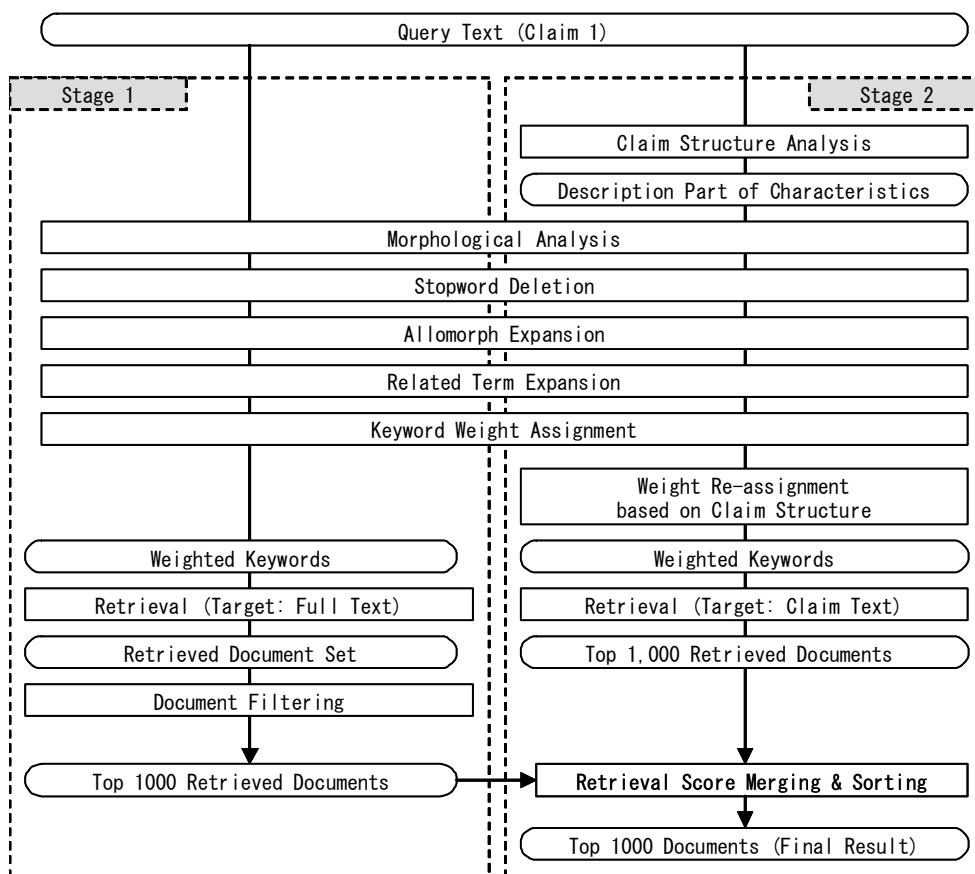 Query Text (Claim 1)
Stage 1
Stage 2
Claim Structure Analysis
Description Part of Characteristics
Morphological Analysis
Stopword Deletion
Allomorph Expansion
Related Term Expansion
Keyword Weight Assignment
Weight Re-assignment
based on Claim Structure
Weighted Keywords
Weighted Keywords
Retrieval (Target: Full Text)
Retrieval (Target: Claim Text)
Retrieved Document Set
Top 1,000 Retrieved Documents
Document Filtering
Top 1000 Retrieved Documents
Retrieval Score Merging & Sorting
Top 1000 Documents (Final Result)